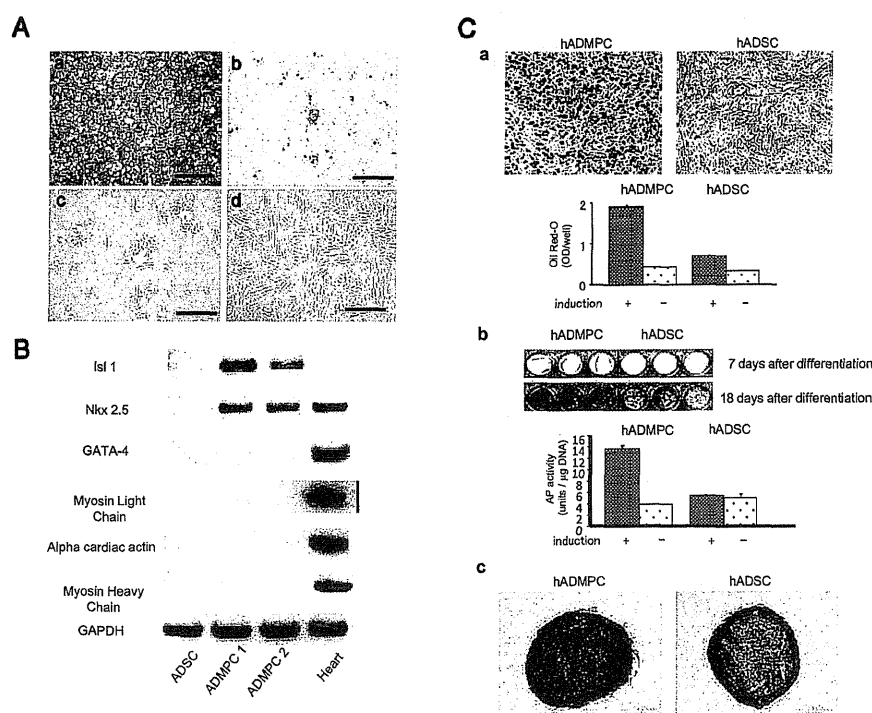 A
a
b
c
d
B
Isl 1
Nkx 2.5
GATA-4
Myosin Light
Chain
Alpha cardiac actin
Myosin Heavy
Chain
GAPDH
ADSC
ADMPC 1
ADMPC 2
Heart
C
hADMPC hADSC
a
hADMPC hADSC
Oil Red-O
(OD/well)
2
1
0
induction + − + −
b
hADMPC hADSC
7 days after differentiation
18 days after differentiation
hADMPC hADSC
AP activity
(units / µg DNA)
16
14
12
10
8
6
4
2
0
induction + − + −
c
hADMPC hADSC